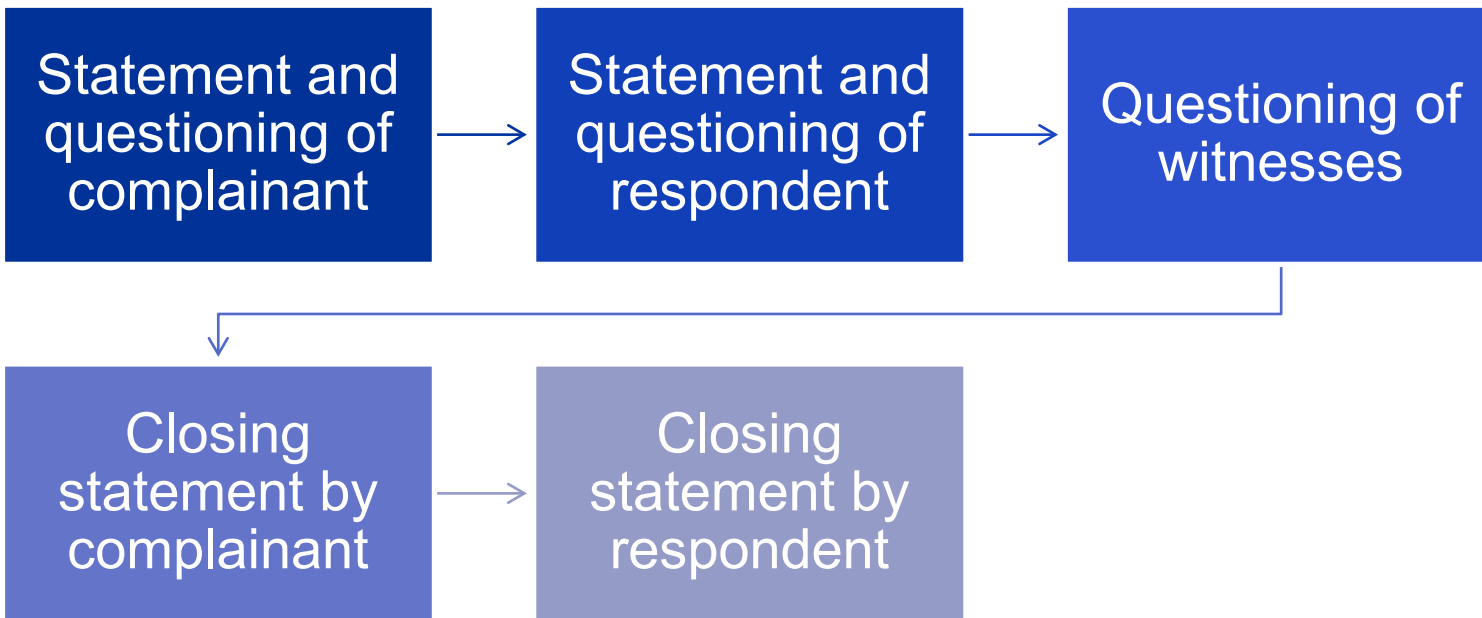 Statement and
questioning of
complainant
Statement and
questioning of
respondent
Questioning of
witnesses
Closing
statement by
complainant
Closing
statement by
respondent